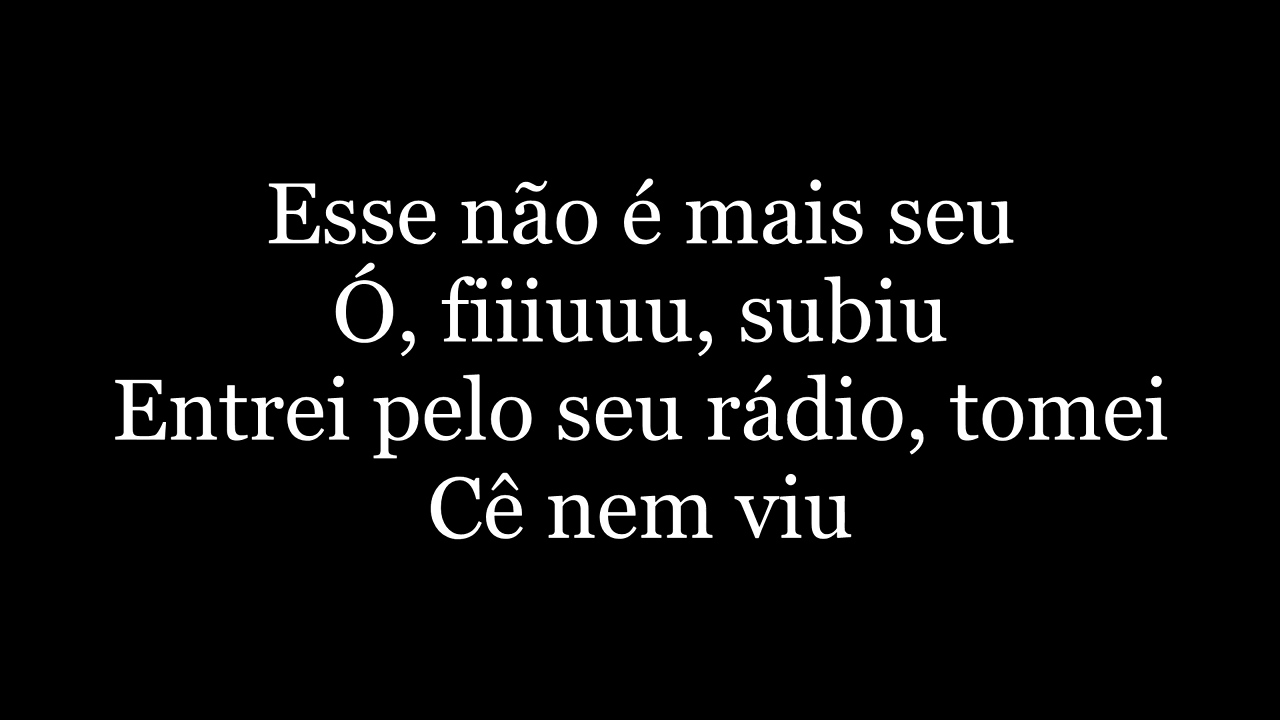 Esse não é mais seu
Ó, fiiiuuu, subiu
Entrei pelo seu rádio, tomei
Cê nem viu